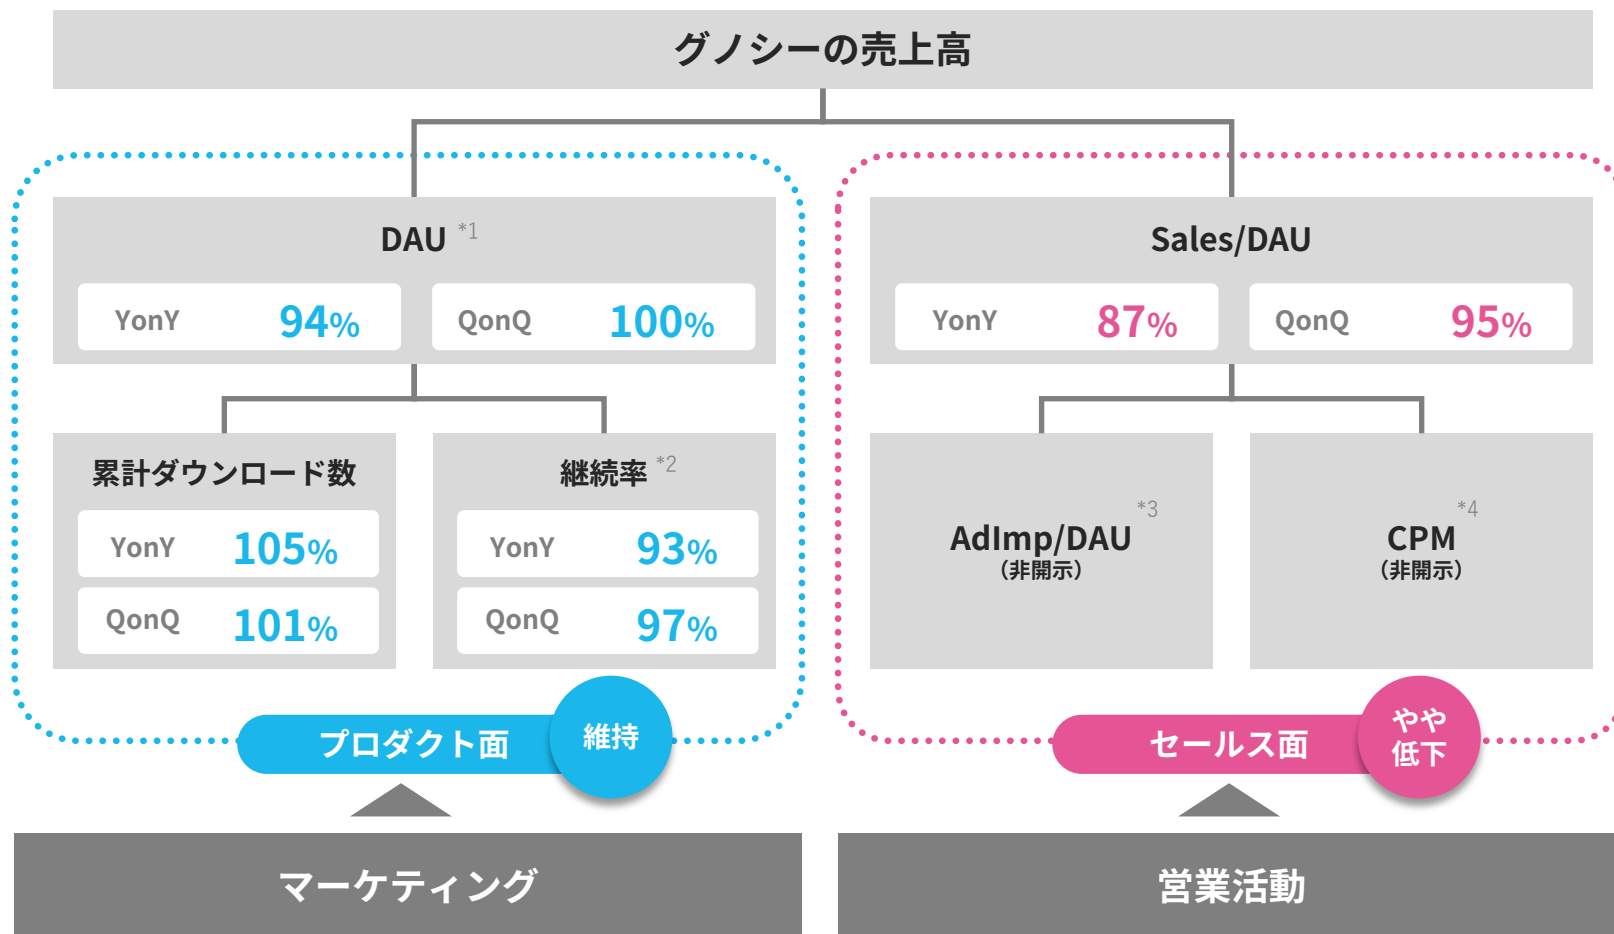 グノシーの売上高
DAU *1
YonY 94%
QonQ 100%
Sales/DAU
YonY 87%
QonQ 95%
累計ダウンロード数
YonY 105%
QonQ 101%
継続率 *2
YonY 93%
QonQ 97%
AdImp/DAU *3
（非開示）
CPM *4
（非開示）
プロダクト面
維持
セールス面
やや
低下
マーケティング
営業活動